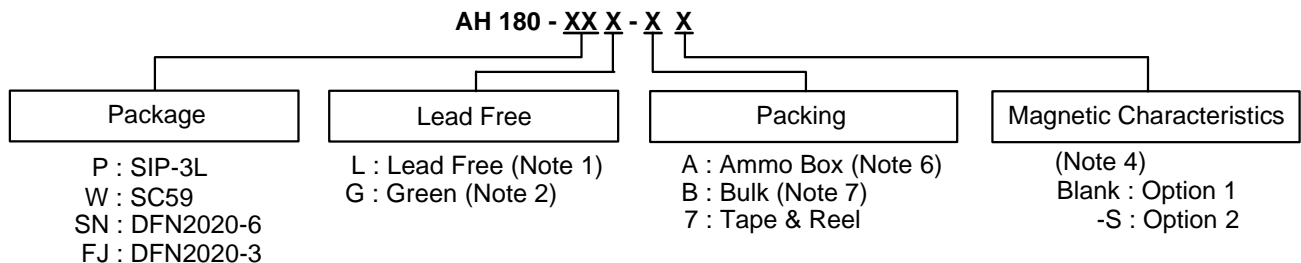 AH 180 - XX X - X X
Package
Lead Free
Packing
Magnetic Characteristics
P : SIP-3L
W : SC59
SN : DFN2020-6
FJ : DFN2020-3
L : Lead Free (Note 1)
G : Green (Note 2)
A : Ammo Box (Note 6)
B : Bulk (Note 7)
7 : Tape & Reel
(Note 4)
Blank : Option 1
-S : Option 2